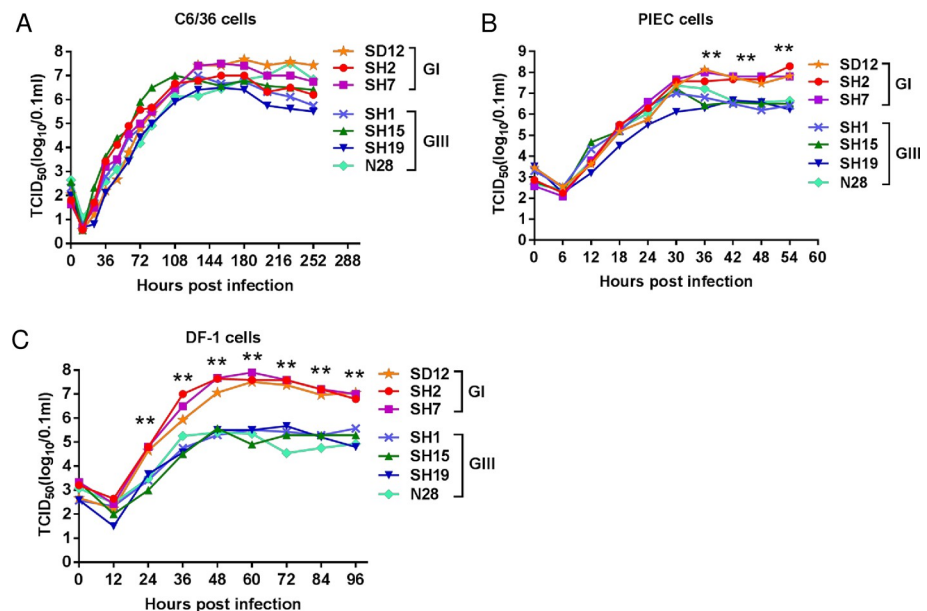 A
C6/36 cells
TCID50(log10/0.1ml)
8
7
6
5
4
3
2
1
0
0 36 72 108 144 180 216 252 288
Hours post infection
SD12
SH2
SH7
GI
SH1
SH15
SH19
N28
GIII
B
PIEC cells
TCID50(log10/0.1ml)
9
8
7
6
5
4
3
2
1
0
** ** **
0 6 12 18 24 30 36 42 48 54 60
Hours post infection
SD12
SH2
SH7
GI
SH1
SH15
SH19
N28
GIII
C
DF-1 cells
TCID50(log10/0.1ml)
8
7
6
5
4
3
2
1
0
** ** ** ** ** ** **
0 12 24 36 48 60 72 84 96
Hours post infection
SD12
SH2
SH7
GI
SH1
SH15
SH19
N28
GIII